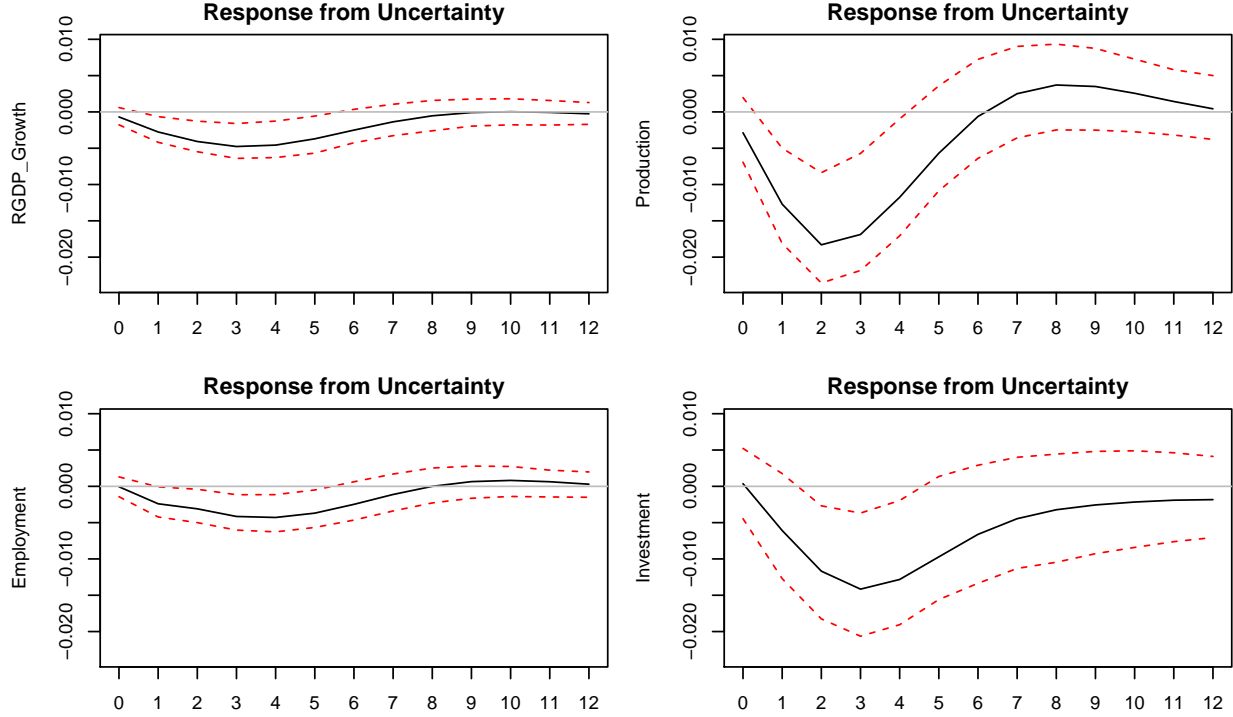 Response from Uncertainty
RGDP_Growth
0.010
0.000
−0.010
−0.020
0 1 2 3 4 5 6 7 8 9 10 11 12
Response from Uncertainty
Production
0.010
0.000
−0.010
−0.020
0 1 2 3 4 5 6 7 8 9 10 11 12
Response from Uncertainty
Employment
0.010
0.000
−0.010
−0.020
0 1 2 3 4 5 6 7 8 9 10 11 12
Response from Uncertainty
Investment
0.010
0.000
−0.010
−0.020
0 1 2 3 4 5 6 7 8 9 10 11 12